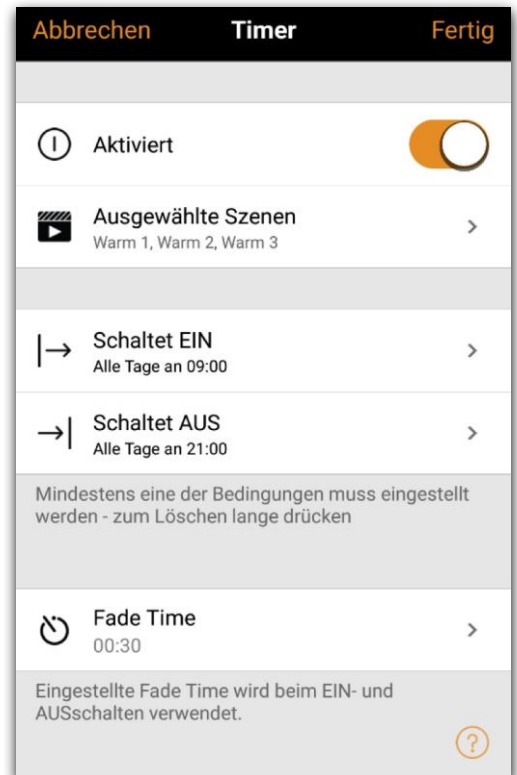 Abbrechen Timer Fertig
Aktiviert
Ausgewählte Szenen
Warm 1, Warm 2, Warm 3
Schaltet EIN
Alle Tage an 09:00
Schaltet AUS
Alle Tage an 21:00
Mindestens eine der Bedingungen muss eingestellt
werden - zum Löschen lange drücken
Fade Time
00:30
Eingestellte Fade Time wird beim EIN- und
AUSschalten verwendet.
?